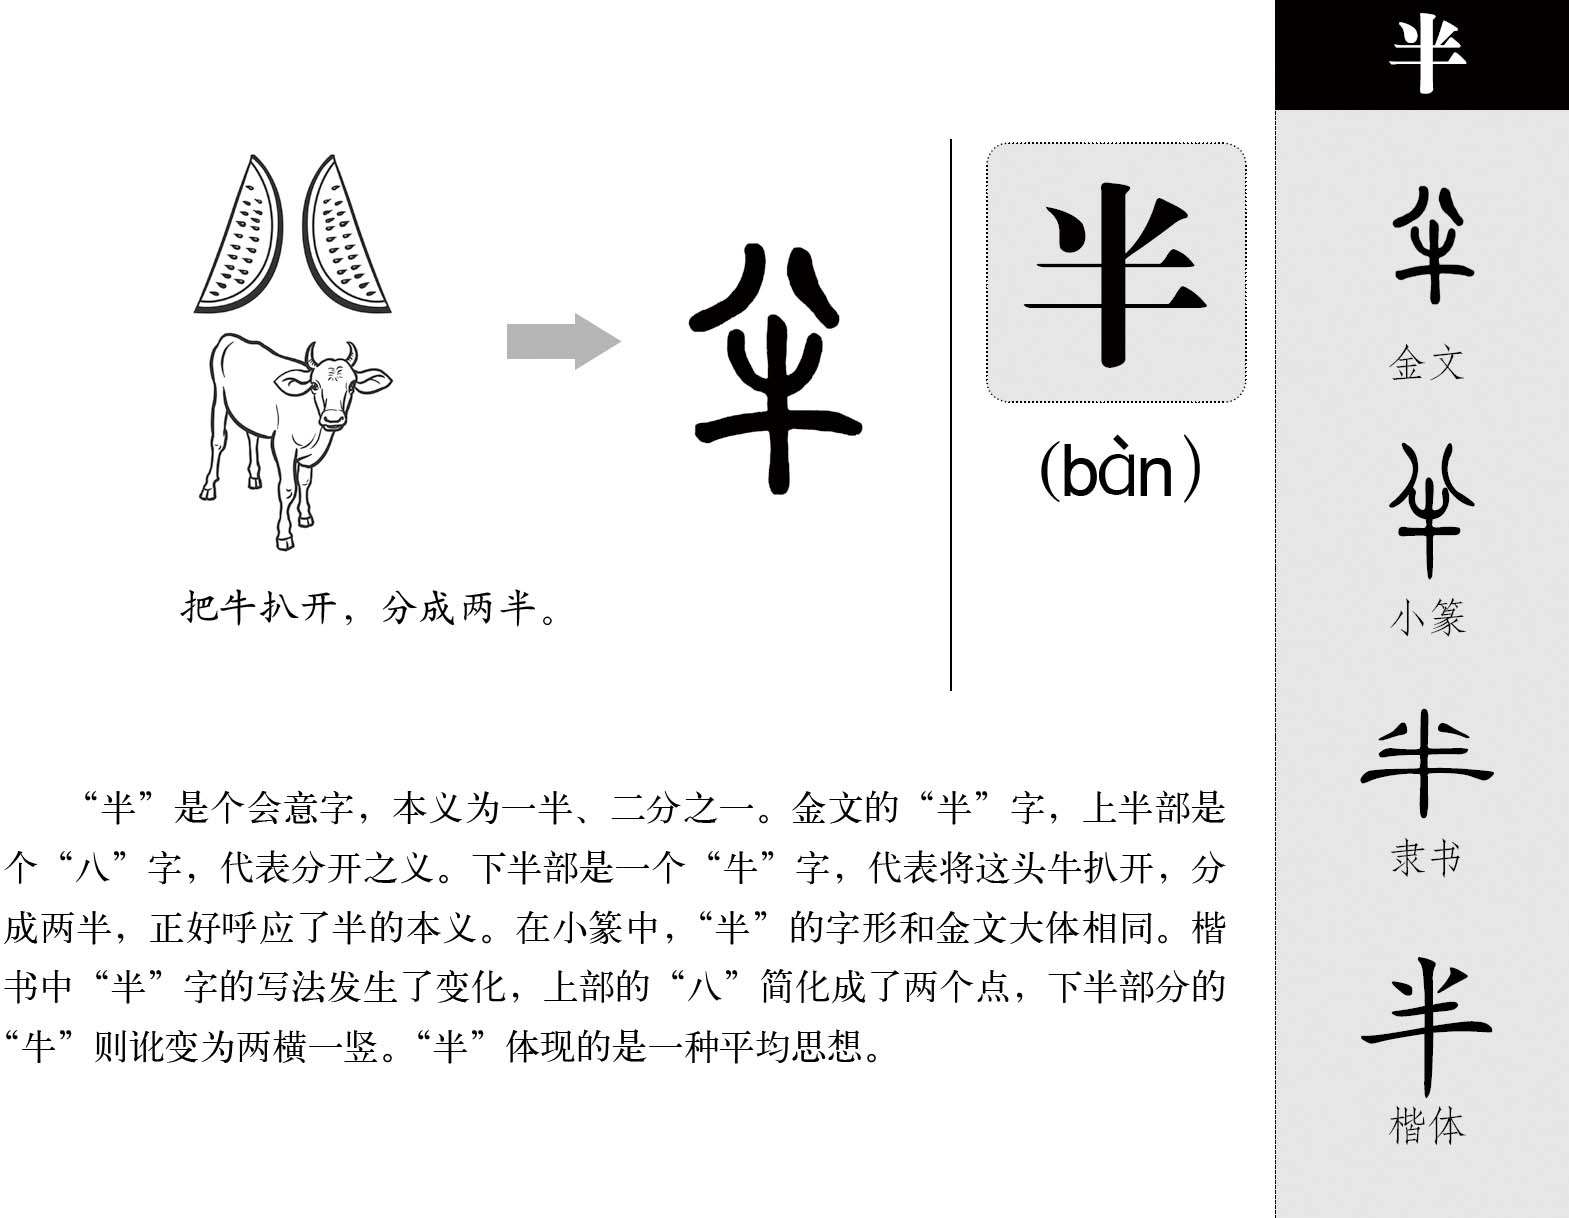 半
(bàn)
把牛扒开，分成两半。
“半”是个会意字，本义为一半、二分之一。金文的“半”字，上半部是
个“八”字，代表分开之义。下半部是一个“牛”字，代表将这头牛扒开，分
成两半，正好呼应了半的本义。在小篆中，“半”的字形和金文大体相同。楷
书中“半”字的写法发生了变化，上部的“八”简化成了两个点，下半部分的
“牛”则讹变为两横一竖。“半”体现的是一种平均思想。
半
半
金文
半
小篆
半
隶书
半
楷体